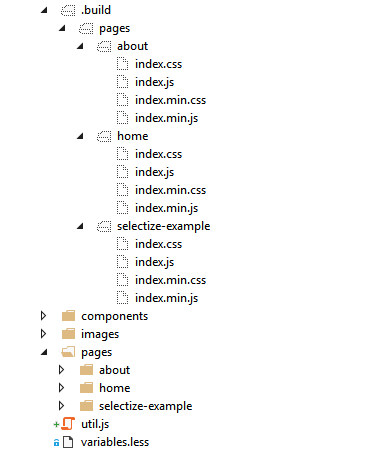 .build
pages
about
index.css
index.js
index.min.css
index.min.js
home
index.css
index.js
index.min.css
index.min.js
selectize-example
index.css
index.js
index.min.css
index.min.js
components
images
pages
about
home
selectize-example
util.js
variables.less